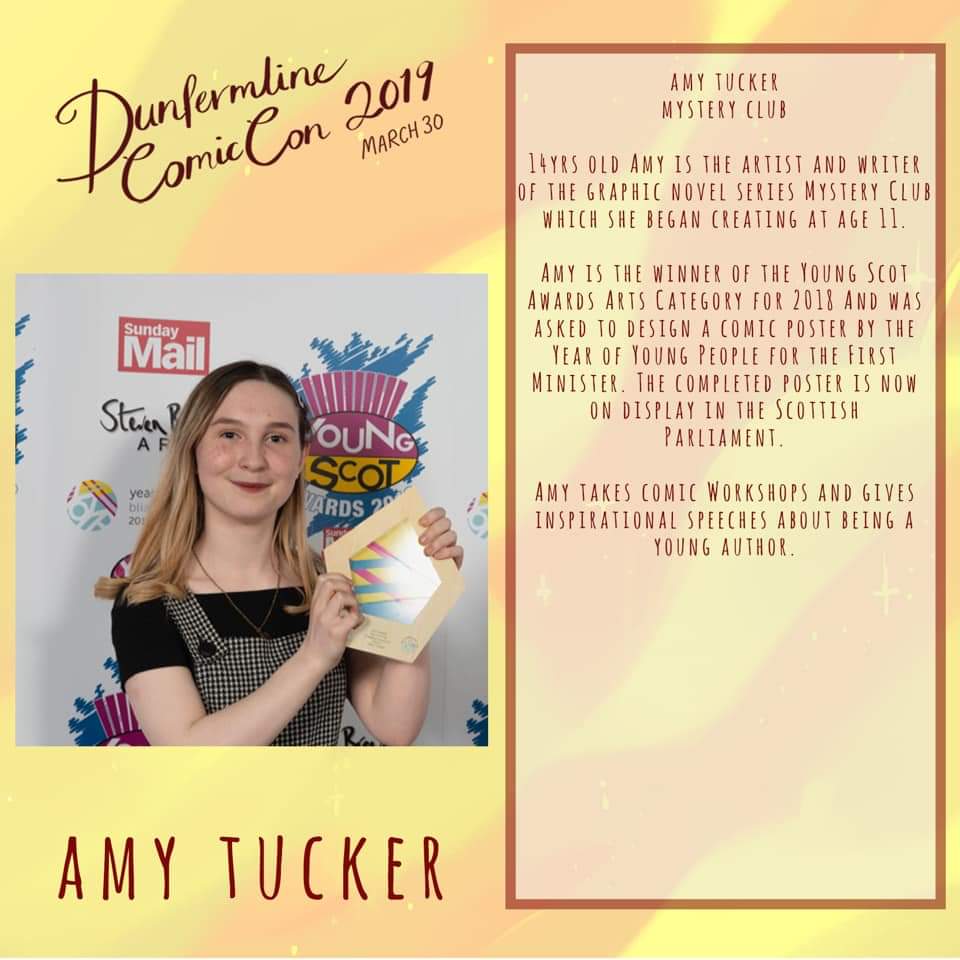 Dunfermline
ComicCon 2019
MARCH 30
AMY TUCKER
MYSTERY CLUB
14YRS OLD AMY IS THE ARTIST AND WRITER
OF THE GRAPHIC NOVEL SERIES MYSTERY CLUB
WHICH SHE BEGAN CREATING AT AGE 11.
AMY IS THE WINNER OF THE YOUNG SCOT
AWARDS ARTS CATEGORY FOR 2018 AND WAS
ASKED TO DESIGN A COMIC POSTER BY THE
YEAR OF YOUNG PEOPLE FOR THE FIRST
MINISTER. THE COMPLETED POSTER IS NOW
ON DISPLAY IN THE SCOTTISH
PARLIAMENT.
AMY TAKES COMIC WORKSHOPS AND GIVES
INSPIRATIONAL SPEECHES ABOUT BEING A
YOUNG AUTHOR.
Sunday
Mail
Steven
YOUNG
SCOT
AMY TUCKER